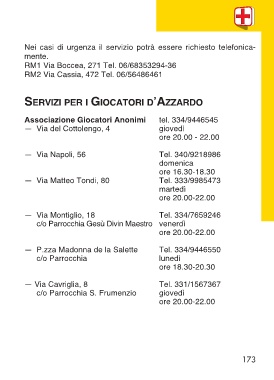 Nei casi di urgenza il servizio potrà essere richiesto telefonica-
mente.
RM1 Via Boccea, 271 Tel. 06/68353294-36
RM2 Via Cassia, 472 Tel. 06/56486461
SERVIZI PER I GIOCATORI D'AZZARDO
Associazione Giocatori Anonimi tel. 334/9446545
— Via del Cottolengo, 4 giovedì
ore 20.00 - 22.00
— Via Napoli, 56 Tel. 340/9218986
domenica
ore 16.30-18.30
— Via Matteo Tondi, 80 Tel. 333/9985473
martedì
ore 20.00-22.00
— Via Montiglio, 18 Tel. 334/7659246
c/o Parrocchia Gesù Divin Maestro venerdì
ore 20.00-22.00
— P.zza Madonna de la Salette Tel. 334/9446550
c/o Parrocchia lunedì
ore 18.30-20.30
— Via Cavriglia, 8 Tel. 331/1567367
c/o Parrocchia S. Frumenzio giovedì
ore 20.00-22.00
173